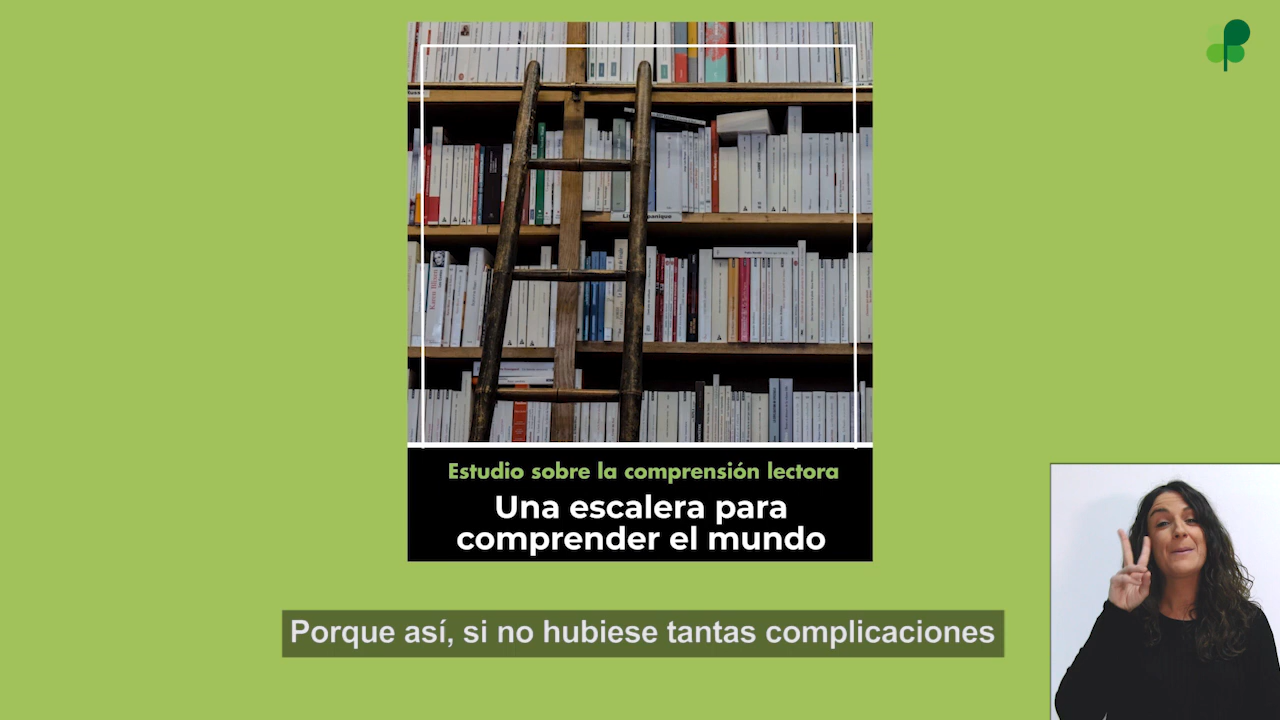 Estudio sobre la comprensión lectora
Una escalera para
comprender el mundo
Porque así, si no hubiese tantas complicaciones